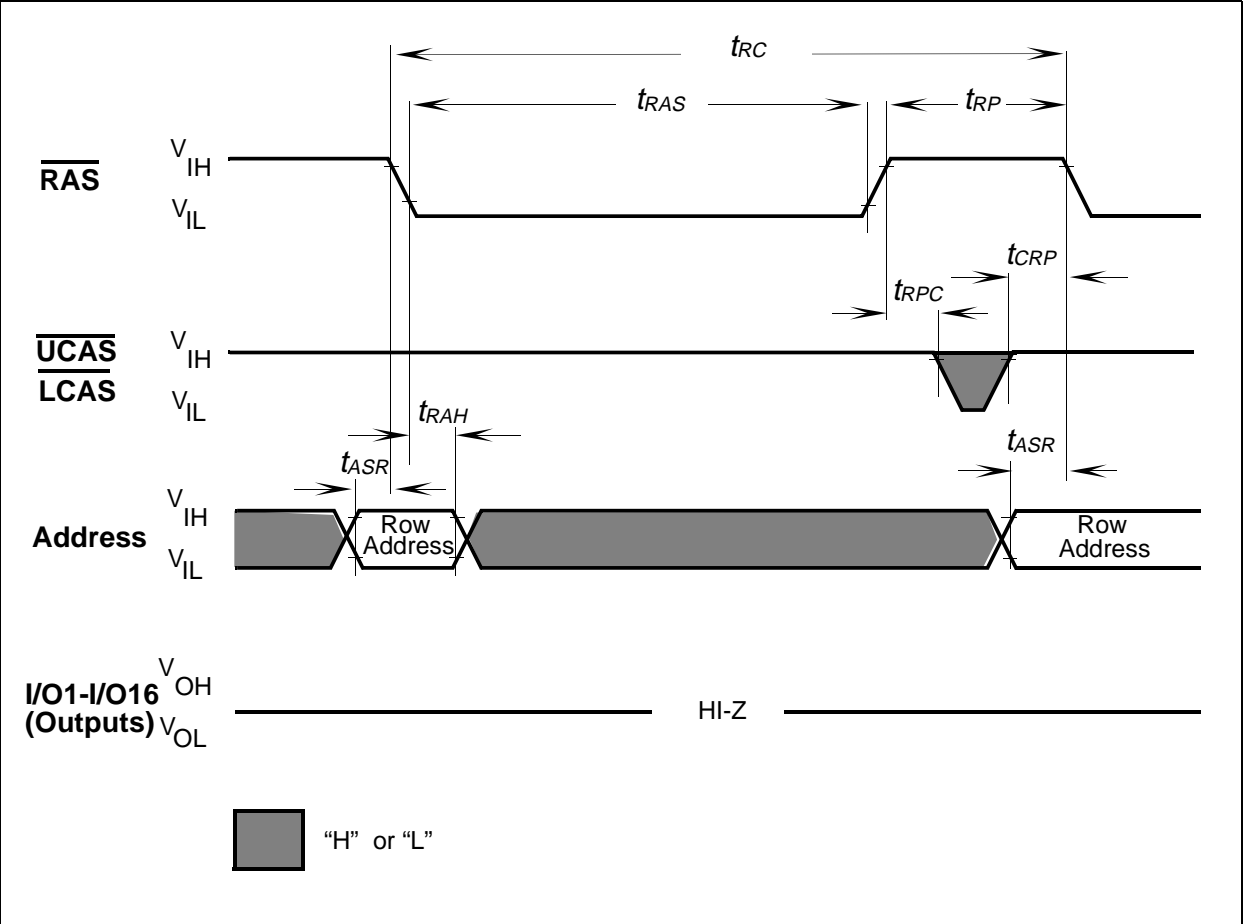 tRC
tRAS
tRP
RAS
VIH
VIL
tCRP
tRPC
UCAS
LCAS
VIH
VIL
tRAH
tASR
tASR
Address
VIH
VIL
Row
Address
Row
Address
I/O1-I/O16
(Outputs)
VOH
VOL
HI-Z
“H” or “L”